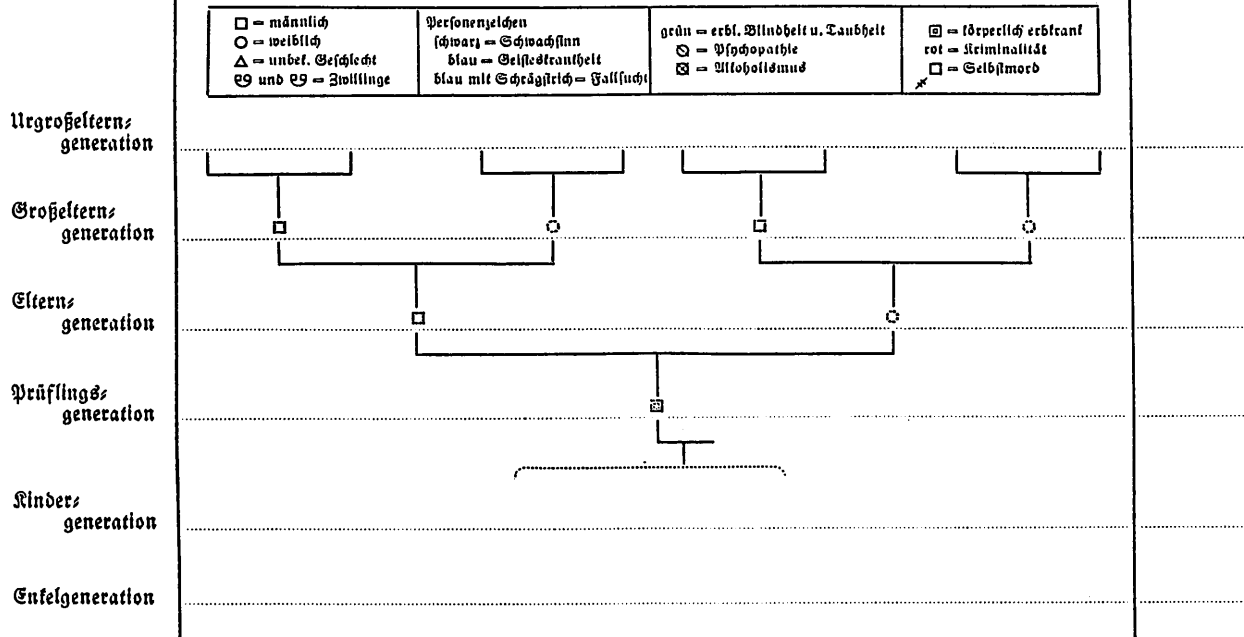 □ = männlich
○ = weiblich
△ = unbek. Geschlecht
und = Zwillinge
Personenzeichen
schwarz = Schwachsinn
blau = Geisteskrankheit
blau mit Schrägstrich = Fallsucht
grün = erbl. Blindheit u. Taubheit
= Psychopathie
= Alkoholismus
= körperlich erbkrank
rot = Kriminalität
□ = Selbstmord
Urgroßeltern-
generation
Großeltern-
generation
Eltern-
generation
Prüflings-
generation
Kinder-
generation
Enkelgeneration